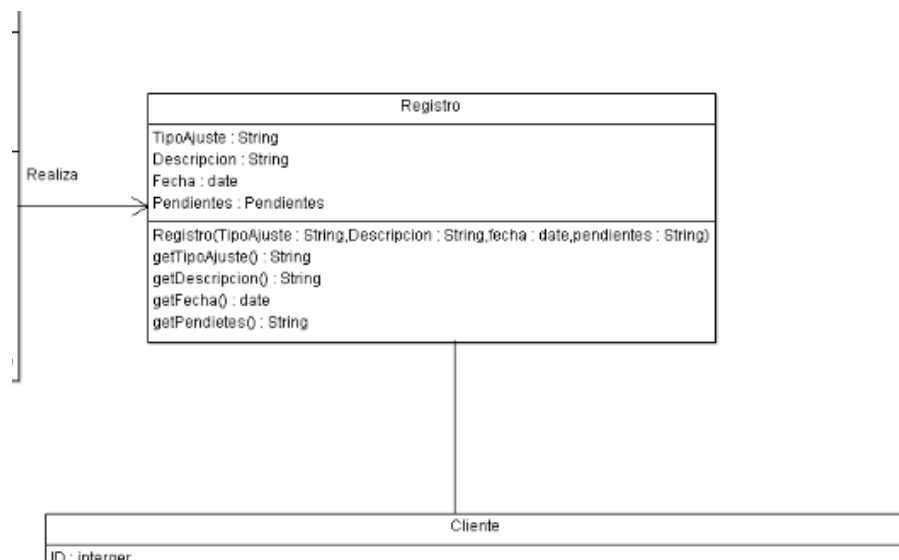 Registro
TipoAjuste : String
Descripcion : String
Fecha : date
Pendientes : Pendientes
Realiza
Registro(TipoAjuste : String,Descripcion : String,fecha : date,pendientes : String)
getTipoAjuste() : String
getDescripcion() : String
getFecha() : date
getPendietes() : String
Cliente
ID : interger